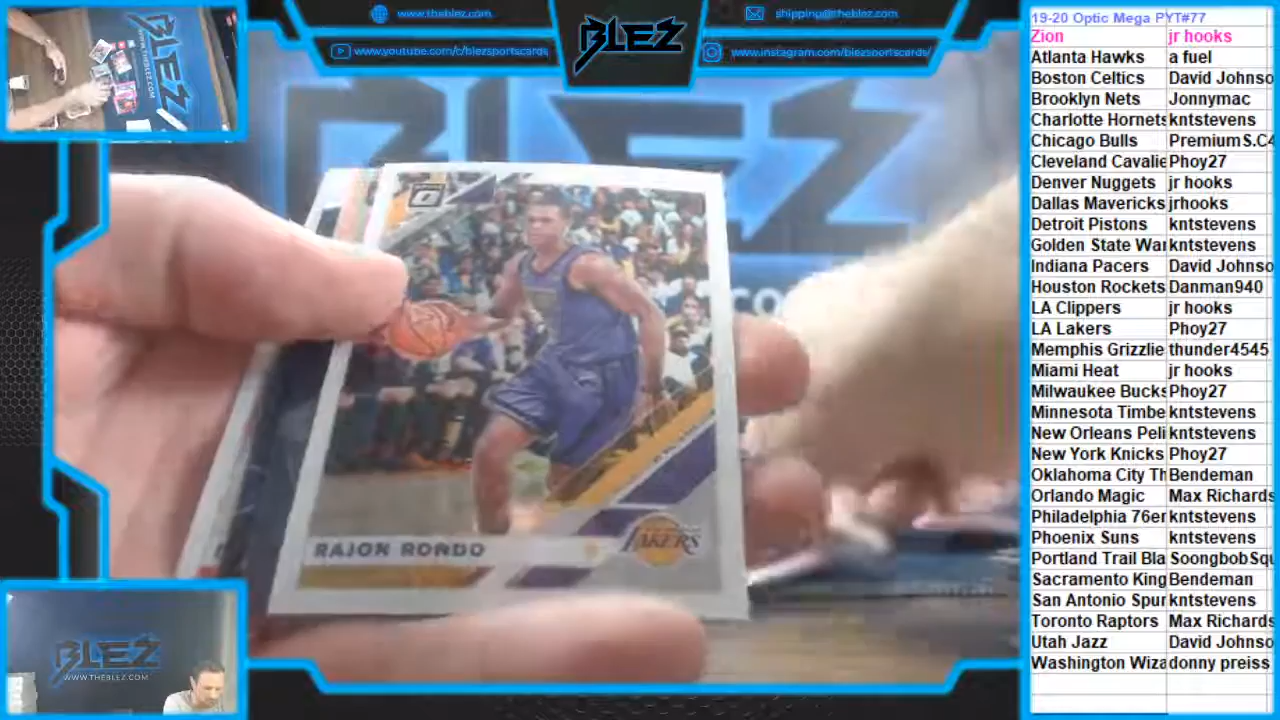 www.theblez.com
BLEZ
shipping@theblez.com
www.youtube.com/c/blezsportscards
www.instagram.com/blezsportscards/
RAJON RONDO
LAKERS
BLEZ
WWW.THEBLEZ.COM
19-20 Optic Mega PYT#77
Zion jr hooks
Atlanta Hawks a fuel
Boston Celtics David Johnso
Brooklyn Nets Jonnymac
Charlotte Hornets kntstevens
Chicago Bulls PremiumS.C4
Cleveland Cavalie Phoy27
Denver Nuggets jr hooks
Dallas Mavericks jrhooks
Detroit Pistons kntstevens
Golden State War kntstevens
Indiana Pacers David Johnso
Houston Rockets Danman940
LA Clippers jr hooks
LA Lakers Phoy27
Memphis Grizzlie thunder4545
Miami Heat jr hooks
Milwaukee Bucks Phoy27
Minnesota Timbe kntstevens
New Orleans Peli kntstevens
New York Knicks Phoy27
Oklahoma City Th Bendeman
Orlando Magic Max Richards
Philadelphia 76er kntstevens
Phoenix Suns kntstevens
Portland Trail Bla SoongbobSqu
Sacramento King Bendeman
San Antonio Spur kntstevens
Toronto Raptors Max Richards
Utah Jazz David Johnso
Washington Wiza donny preiss